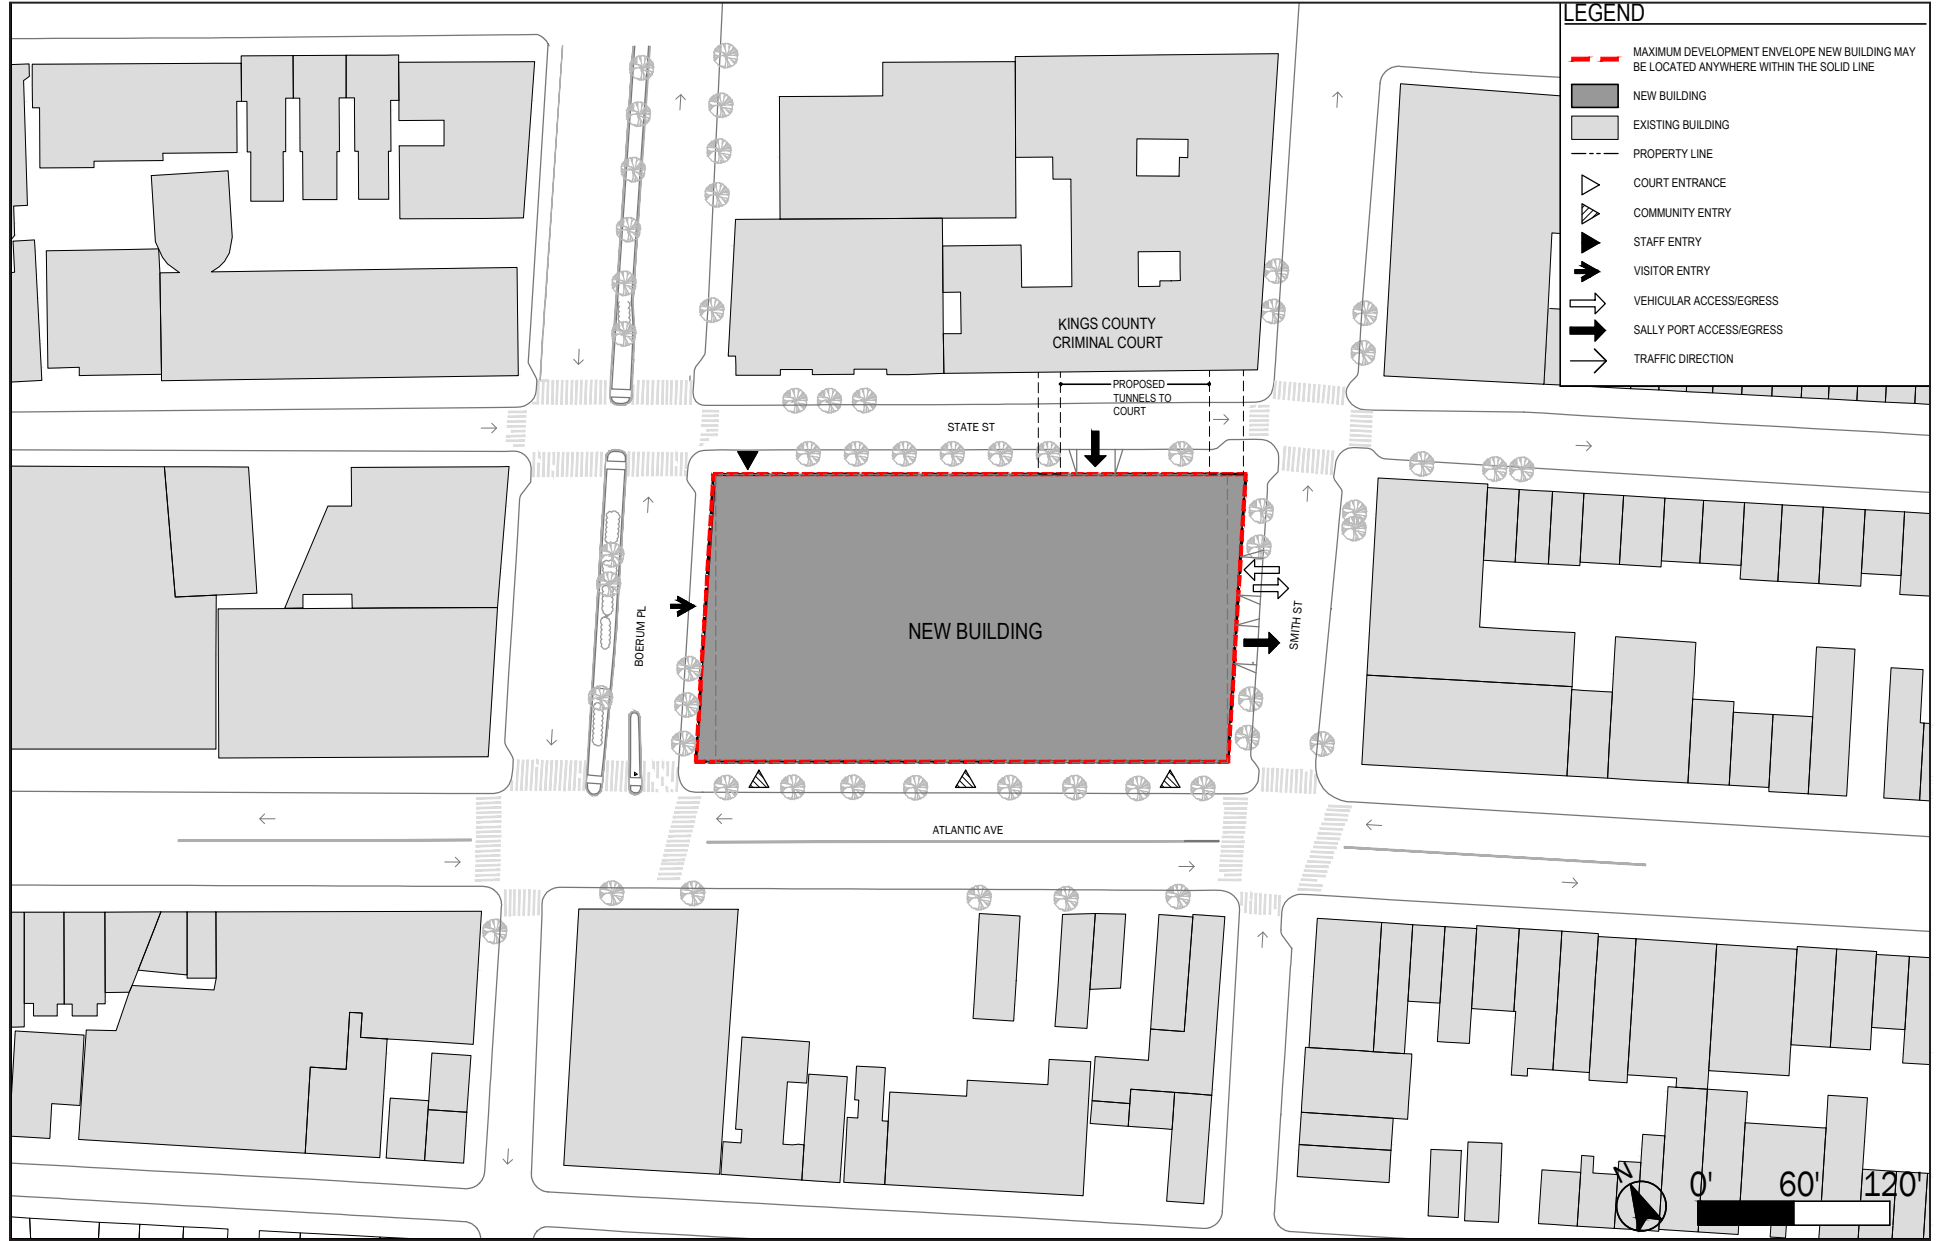 LEGEND
MAXIMUM DEVELOPMENT ENVELOPE NEW BUILDING MAY
BE LOCATED ANYWHERE WITHIN THE SOLID LINE
NEW BUILDING
EXISTING BUILDING
PROPERTY LINE
COURT ENTRANCE
COMMUNITY ENTRY
STAFF ENTRY
VISITOR ENTRY
VEHICULAR ACCESS/EGRESS
SALLY PORT ACCESS/EGRESS
TRAFFIC DIRECTION
KINGS COUNTY
CRIMINAL COURT
PROPOSED
TUNNELS TO
COURT
STATE ST
NEW BUILDING
BOERUM PL
SMITH ST
ATLANTIC AVE
N
0' 60' 120'